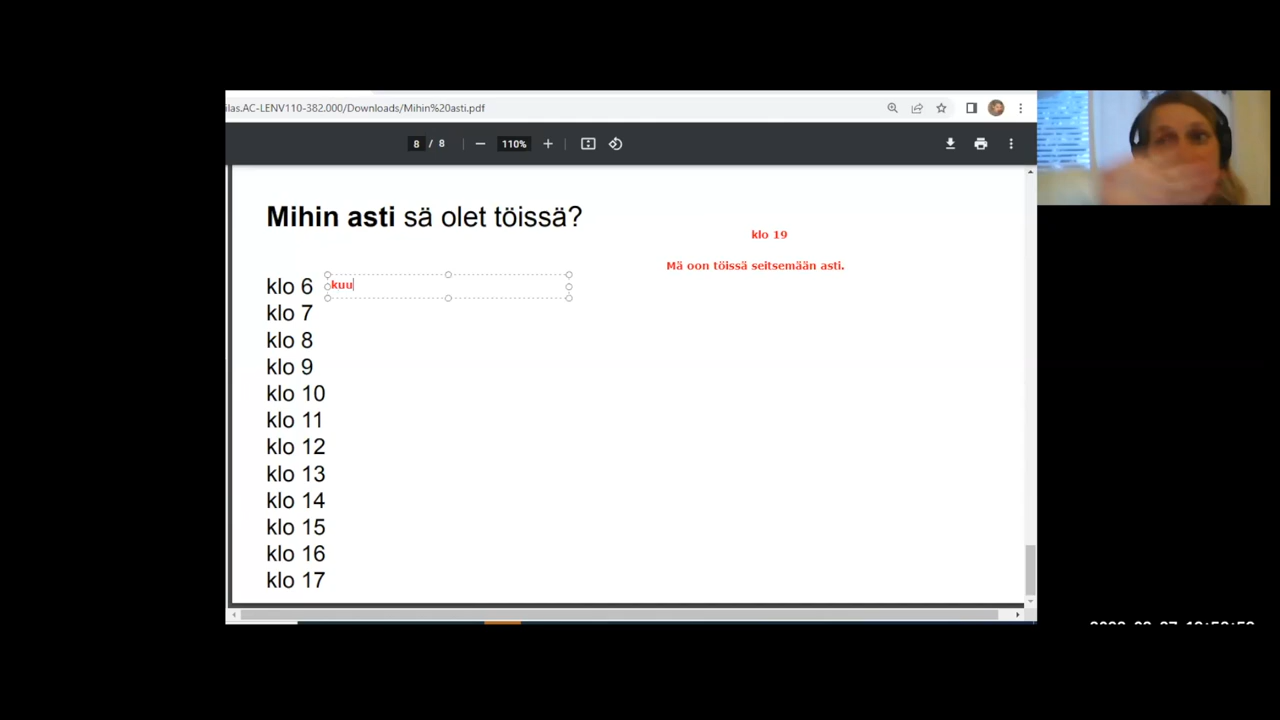 ilas.AC-LENV110-382.000/Downloads/Mihin%20asti.pdf
8 / 8
110%
Mihin asti sä olet töissä?
klo 19
Mä oon töissä seitsemään asti.
klo 6 kuu
klo 7
klo 8
klo 9
klo 10
klo 11
klo 12
klo 13
klo 14
klo 15
klo 16
klo 17